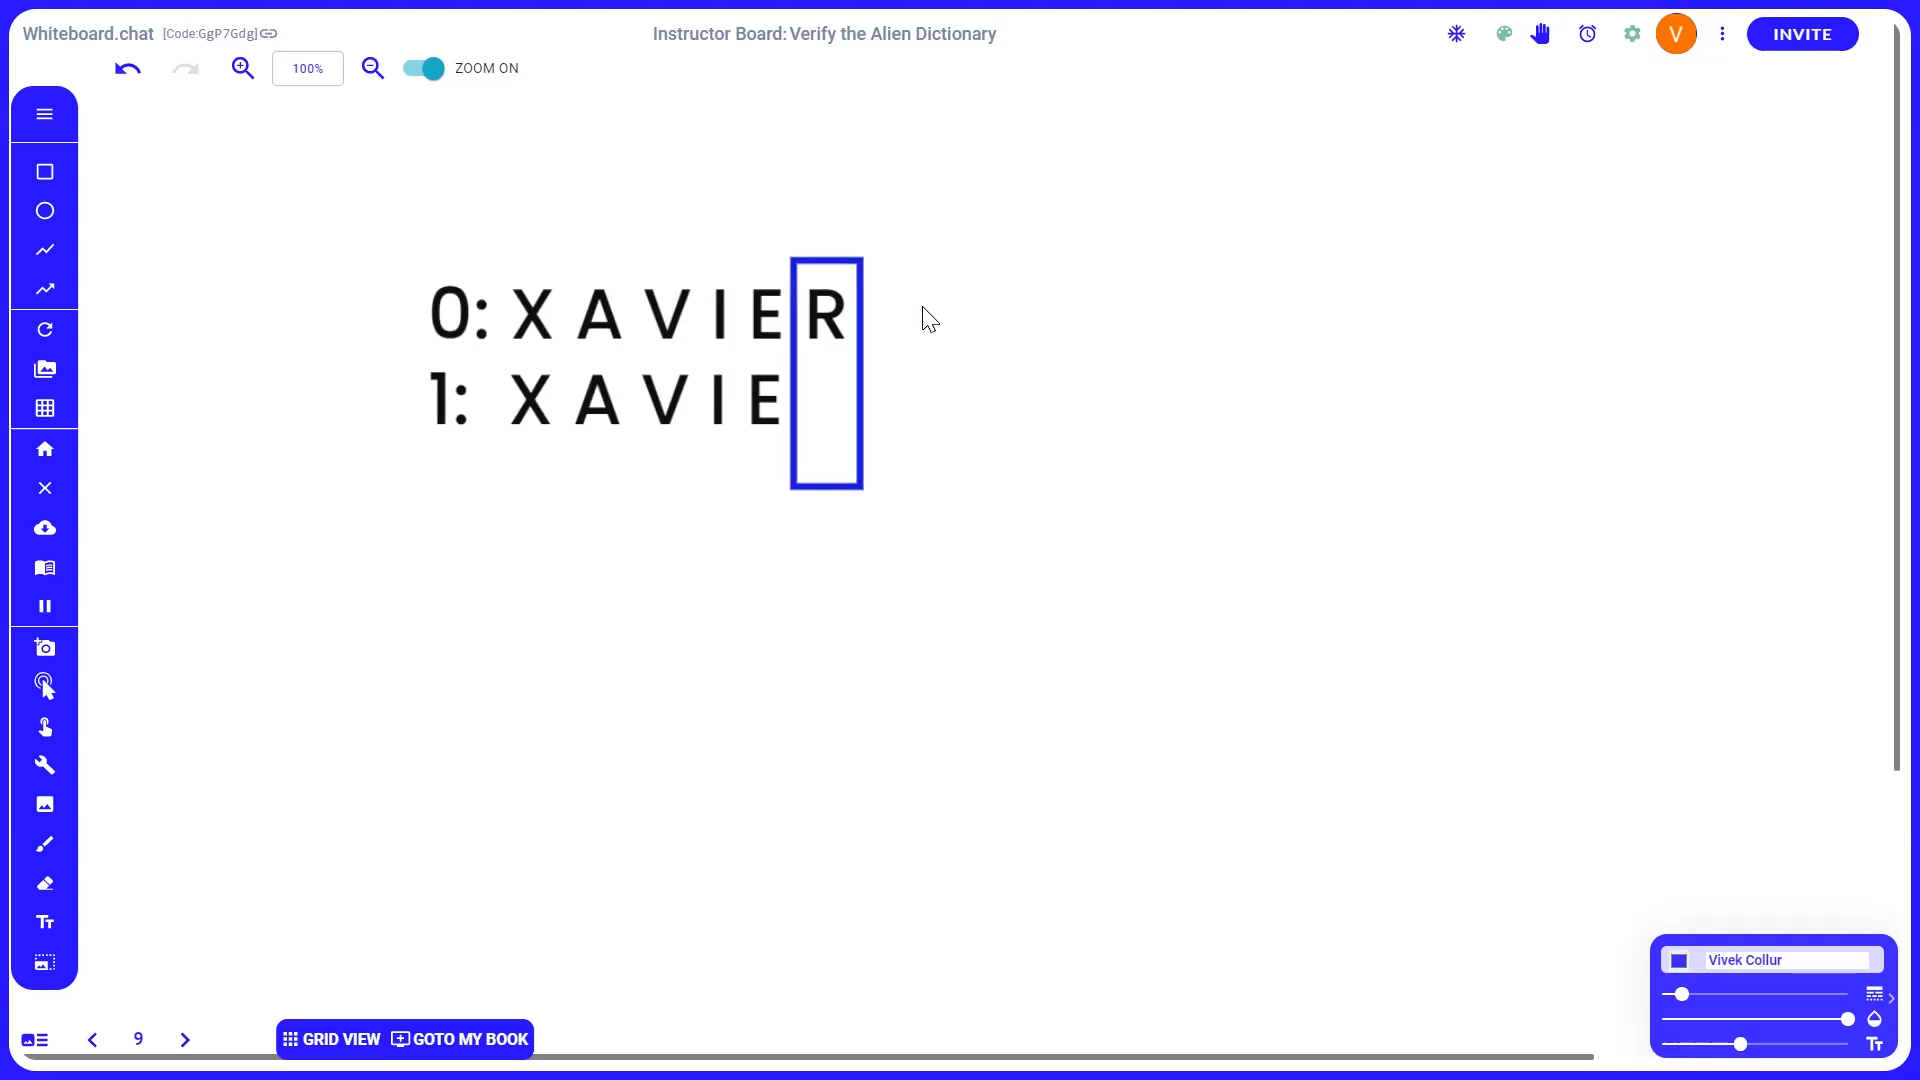 Whiteboard.chat [Code:GgP7Gdg] Instructor Board: Verify the Alien Dictionary V INVITE
100% ZOOM ON
0: X A V I E R
1: X A V I E
Vivek Collur
9 GRID VIEW GOTO MY BOOK